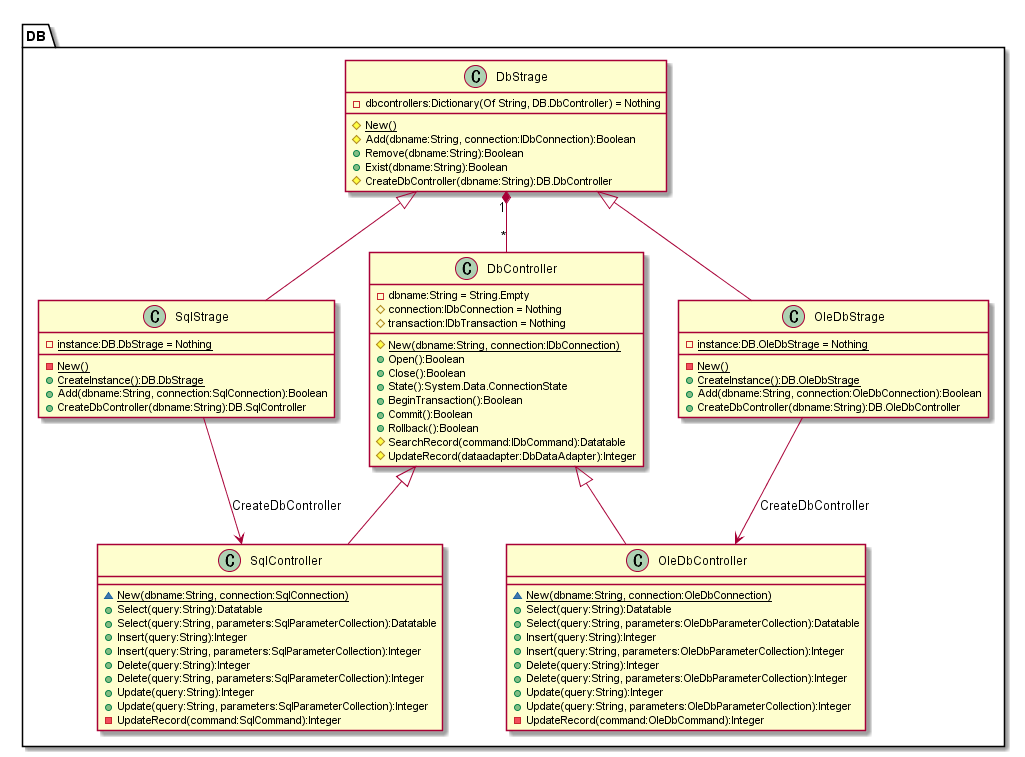 DB
C DbStrage
dbcontrollers:Dictionary(Of String, DB.DbController) = Nothing
New()
Add(dbname:String, connection:IDbConnection):Boolean
Remove(dbname:String):Boolean
Exist(dbname:String):Boolean
CreateDbController(dbname:String):DB.DbController
1
*
C DbController
dbname:String = String.Empty
connection:IDbConnection = Nothing
transaction:IDbTransaction = Nothing
New(dbname:String, connection:IDbConnection)
Open():Boolean
Close():Boolean
State():System.Data.ConnectionState
BeginTransaction():Boolean
Commit():Boolean
Rollback():Boolean
SearchRecord(command:IDbCommand):Datatable
UpdateRecord(dataadapter:DbDataAdapter):Integer
C SqlStrage
instance:DB.DbStrage = Nothing
New()
CreateInstance():DB.DbStrage
Add(dbname:String, connection:SqlConnection):Boolean
CreateDbController(dbname:String):DB.SqlController
C OleDbStrage
instance:DB.OleDbStrage = Nothing
New()
CreateInstance():DB.OleDbStrage
Add(dbname:String, connection:OleDbConnection):Boolean
CreateDbController(dbname:String):DB.OleDbController
CreateDbController
CreateDbController
C SqlController
New(dbname:String, connection:SqlConnection)
Select(query:String):Datatable
Select(query:String, parameters:SqlParameterCollection):Datatable
Insert(query:String):Integer
Insert(query:String, parameters:SqlParameterCollection):Integer
Delete(query:String):Integer
Delete(query:String, parameters:SqlParameterCollection):Integer
Update(query:String):Integer
Update(query:String, parameters:SqlParameterCollection):Integer
UpdateRecord(command:SqlCommand):Integer
C OleDbController
New(dbname:String, connection:OleDbConnection)
Select(query:String):Datatable
Select(query:String, parameters:OleDbParameterCollection):Datatable
Insert(query:String):Integer
Insert(query:String, parameters:OleDbParameterCollection):Integer
Delete(query:String):Integer
Delete(query:String, parameters:OleDbParameterCollection):Integer
Update(query:String):Integer
Update(query:String, parameters:OleDbParameterCollection):Integer
UpdateRecord(command:OleDbCommand):Integer